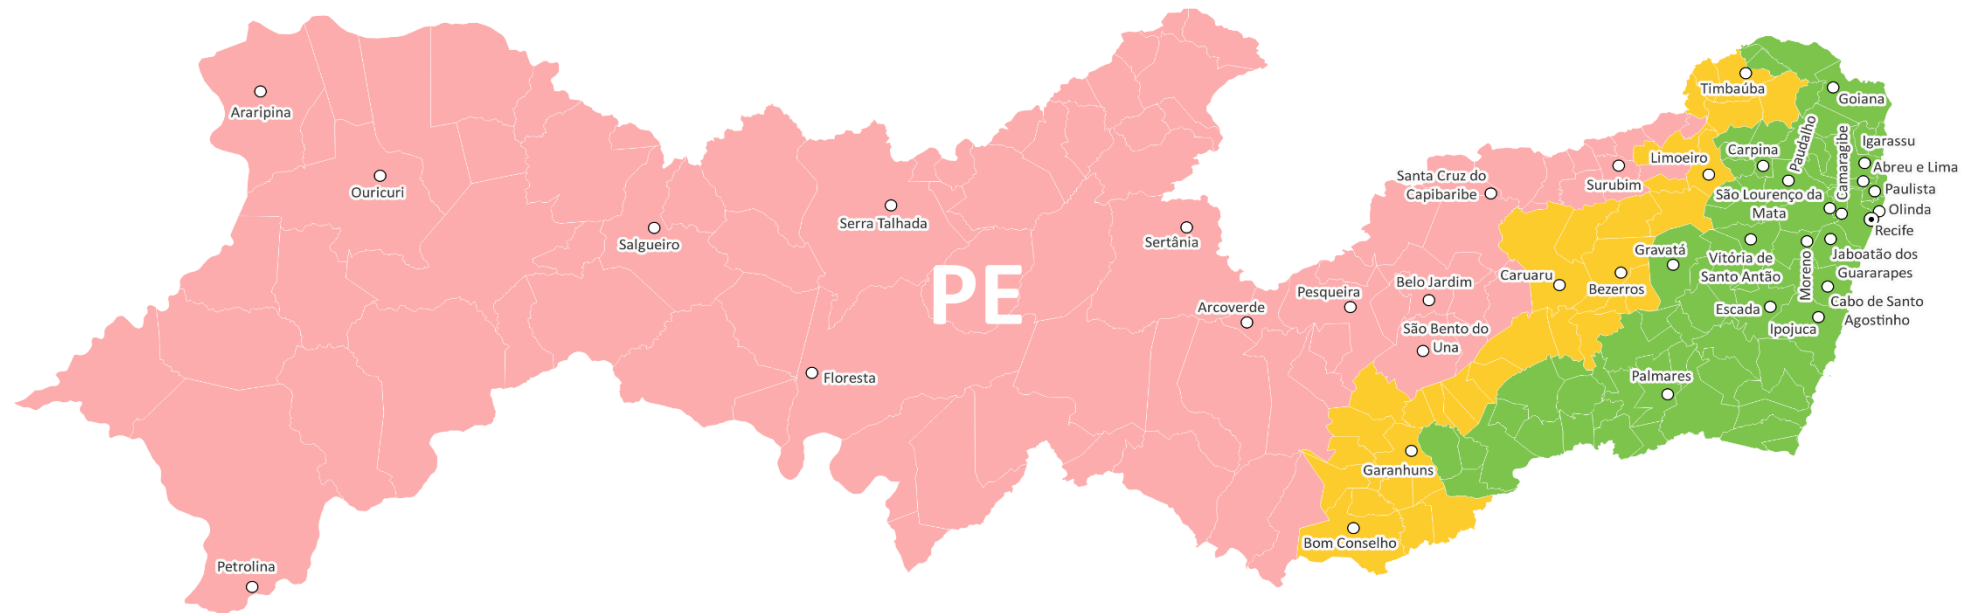 Araripina
Ouricuri
Petrolina
Salgueiro
Serra Talhada
Floresta
PE
Sertânia
Arcoverde
Pesqueira
Santa Cruz do
Capibaribe
Belo Jardim
São Bento do
Una
Surubim
Caruaru
Bezerros
Garanhuns
Bom Conselho
Timbaúba
Limoeiro
Gravatá
Palmares
Carpina
Paudalho
Camaragibe
São Lourenço da
Mata
Vitória de
Santo Antão
Moreno
Escada
Ipojuca
Goiana
Igarassu
Abreu e Lima
Paulista
Olinda
Recife
Jaboatão dos
Guararapes
Cabo de Santo
Agostinho